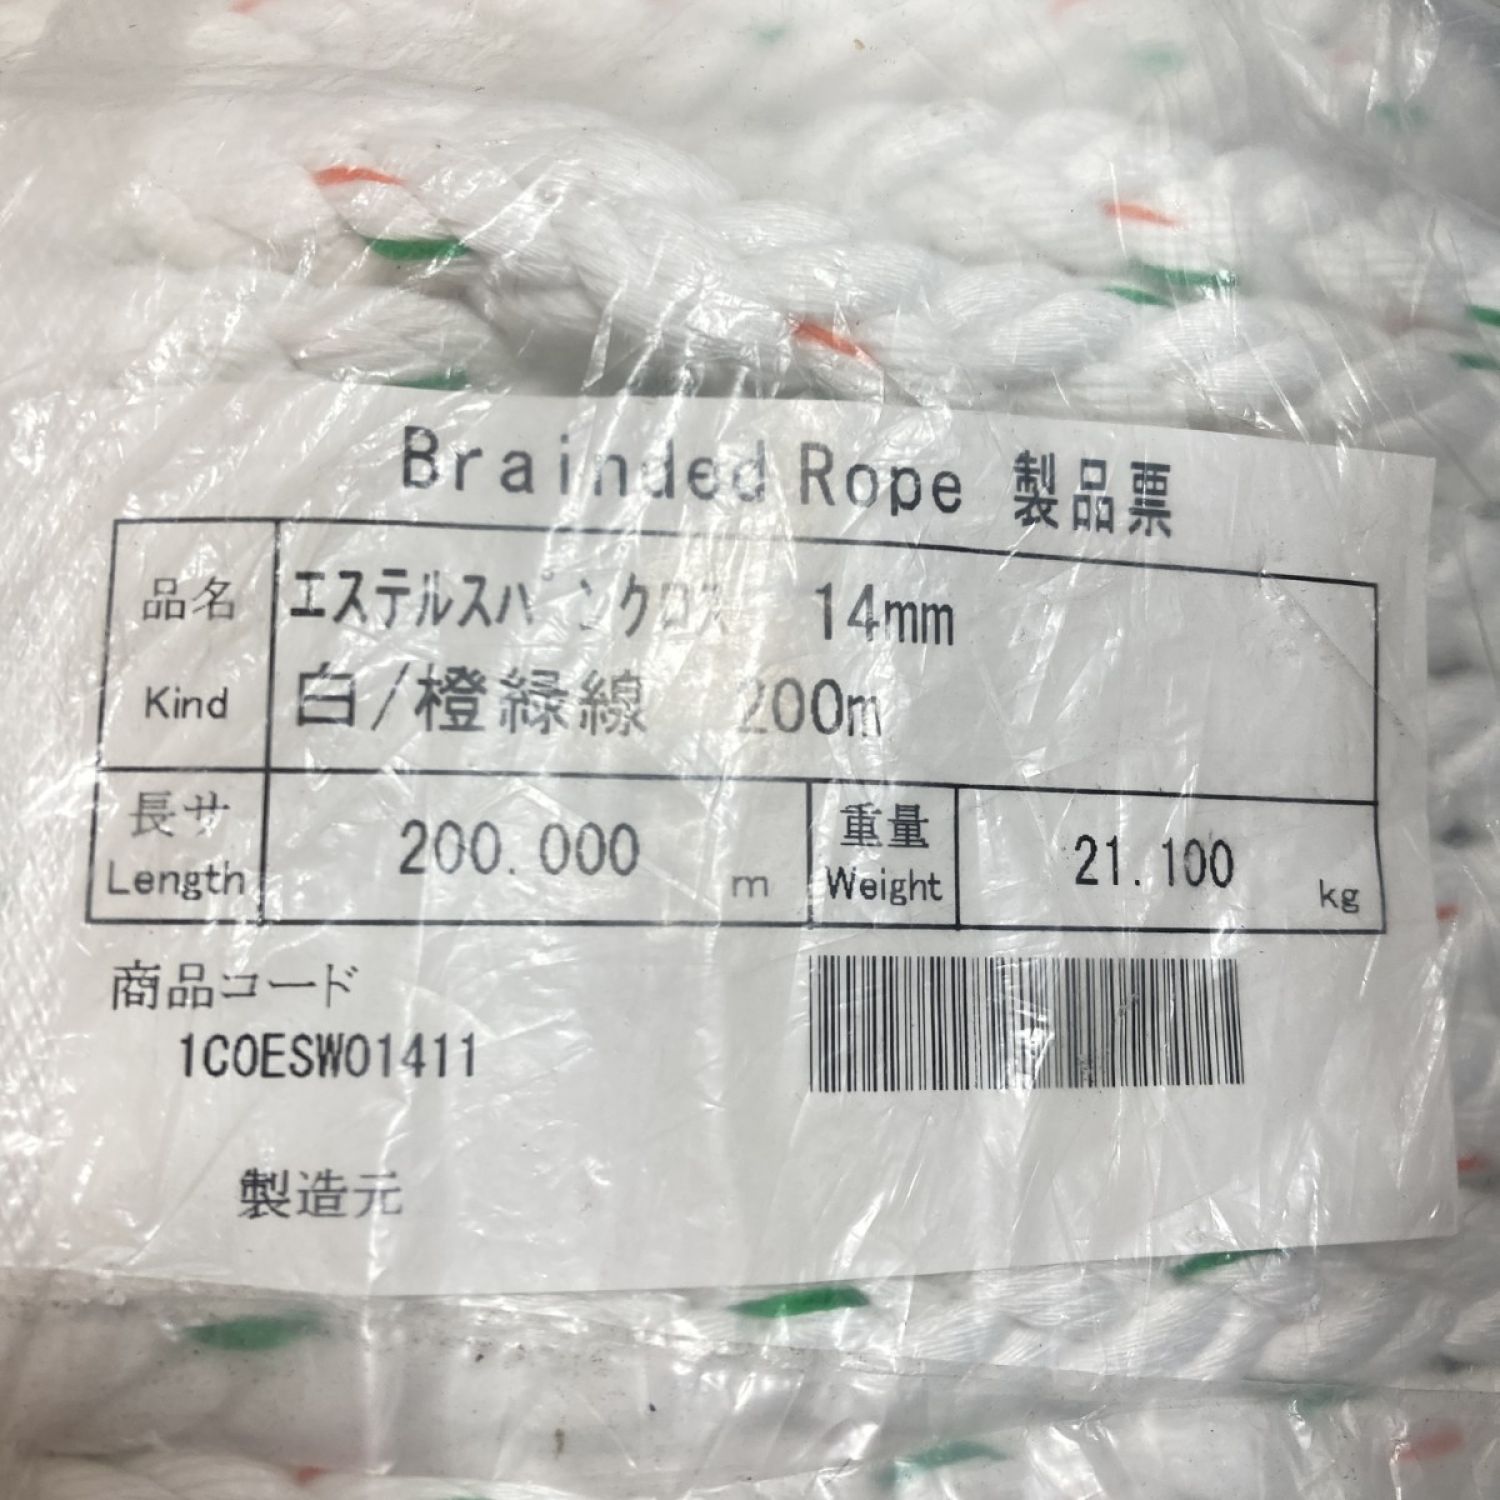 Brainded Rope 製品票
品名 エステルスパンクロス 14mm
Kind 白/橙緑線 200m
長サ
Length 200.000 m
重量
Weight 21.100 kg
商品コード
1COESW01411
製造元